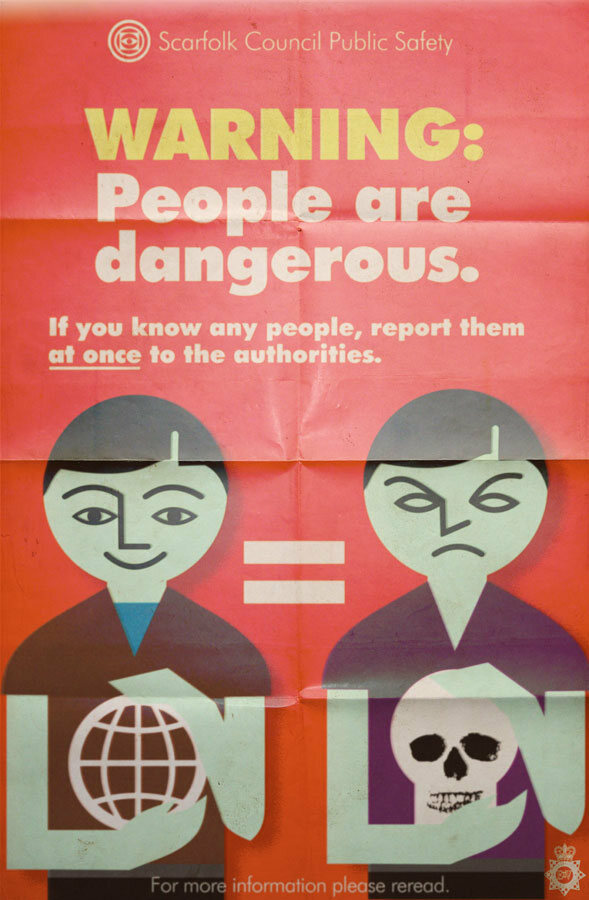 Scarfolk Council Public Safety
WARNING:
People are
dangerous.
If you know any people, report them
at once to the authorities.
For more information please reread.